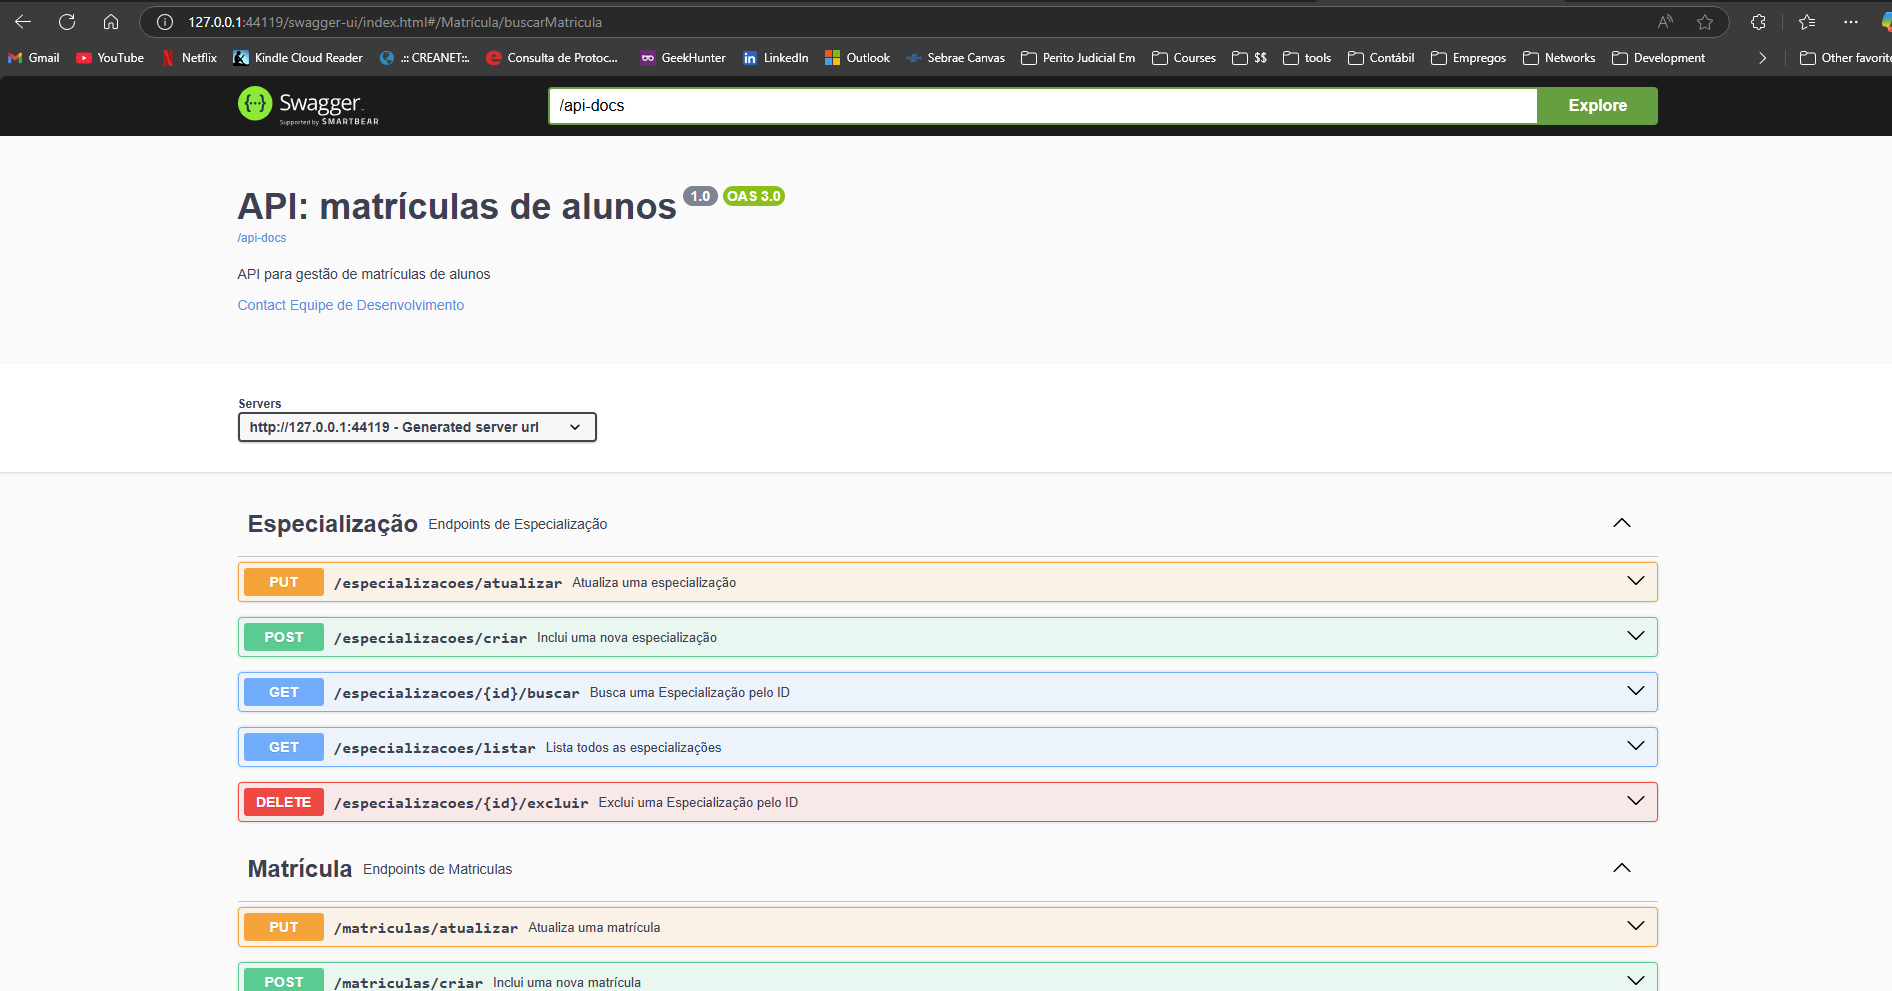 127.0.0.1:44119/swagger-ui/index.html#/Matrícula/buscarMatricula
Gmail YouTube Netflix Kindle Cloud Reader .:: CREANET::. Consulta de Protoc... GeekHunter LinkedIn Outlook Sebrae Canvas Perito Judicial Em Courses $$ tools Contábil Empregos Networks Development Other favorite
Swagger.
Supported by SMARTBEAR
/api-docs
Explore
API: matrículas de alunos 1.0 OAS 3.0
/api-docs
API para gestão de matrículas de alunos
Contact Equipe de Desenvolvimento
Servers
http://127.0.0.1:44119 - Generated server url
Especialização Endpoints de Especialização
PUT /especializacoes/atualizar Atualiza uma especialização
POST /especializacoes/criar Inclui uma nova especialização
GET /especializacoes/{id}/buscar Busca uma Especialização pelo ID
GET /especializacoes/listar Lista todos as especializações
DELETE /especializacoes/{id}/excluir Excluí uma Especialização pelo ID
Matrícula Endpoints de Matriculas
PUT /matriculas/atualizar Atualiza uma matrícula
POST /matriculas/criar Inclui uma nova matrícula